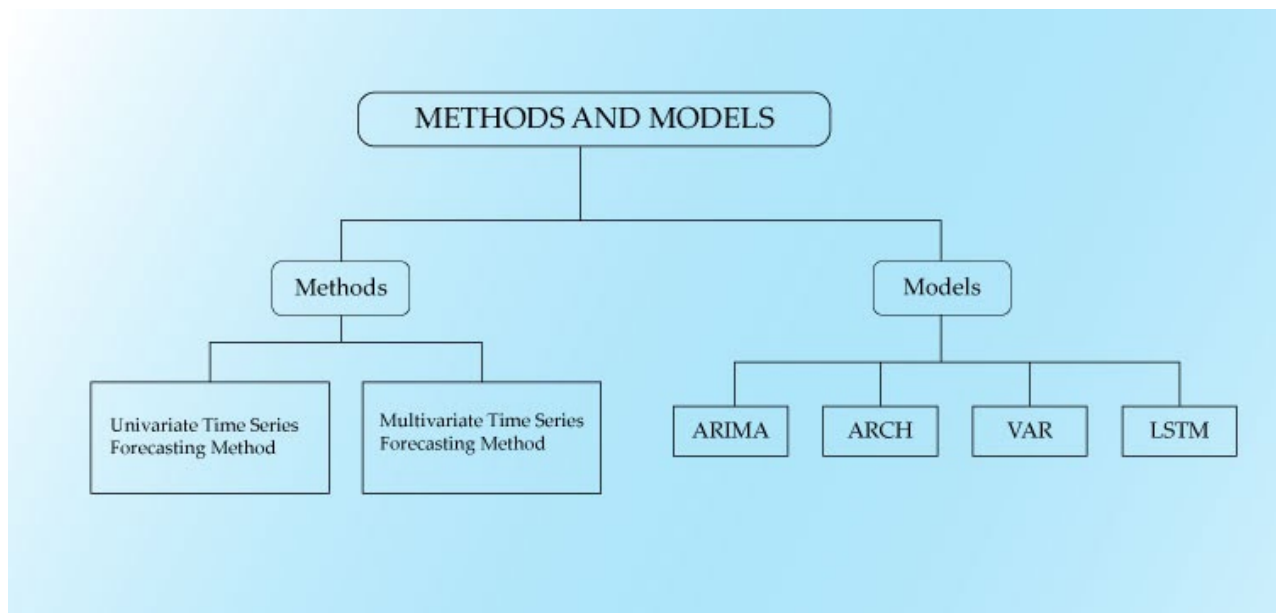 METHODS AND MODELS
Methods
Models
Univariate Time Series
Forecasting Method
Multivariate Time Series
Forecasting Method
ARIMA
ARCH
VAR
LSTM